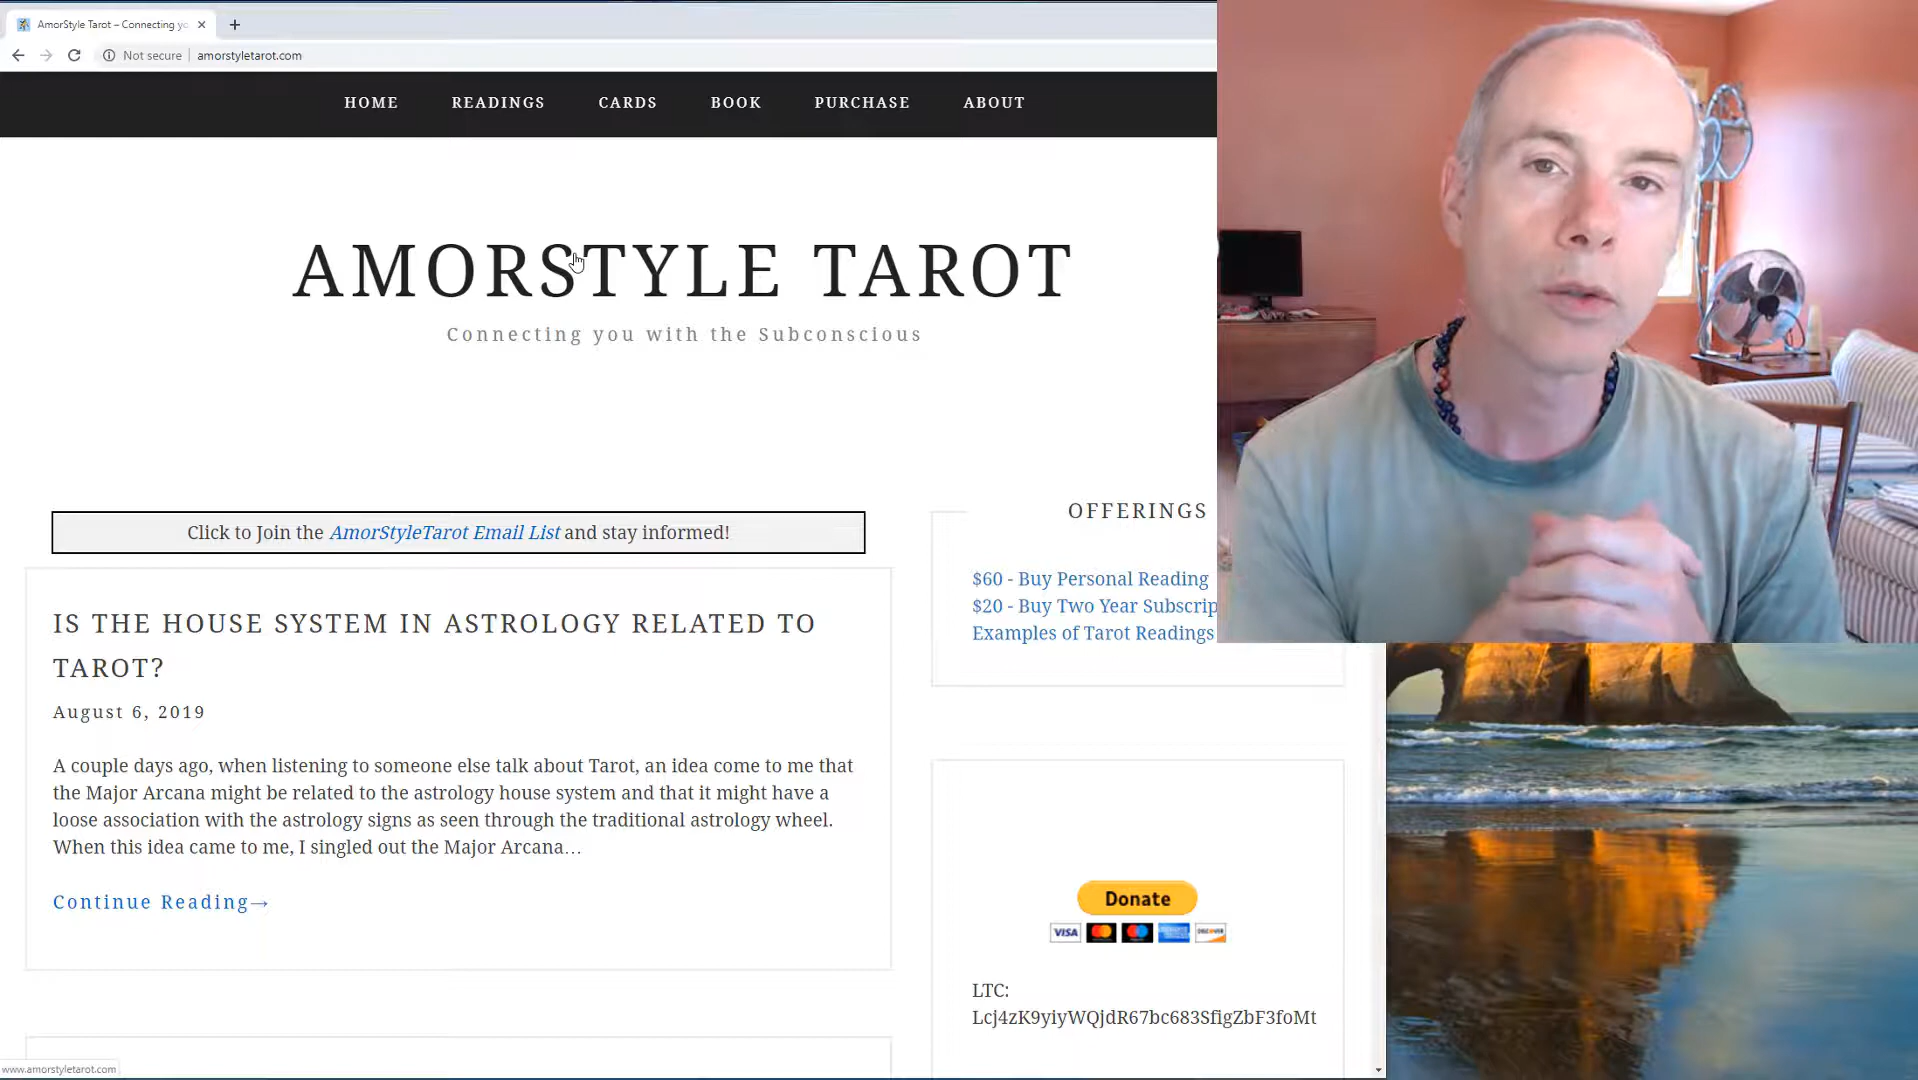 AmorStyle Tarot – Connecting yo
Not secure
amorstyletarot.com
HOME
READINGS
CARDS
BOOK
PURCHASE
ABOUT
AMORSTYLE TAROT
Connecting you with the Subconscious
Click to Join the AmorStyleTarot Email List and stay informed!
IS THE HOUSE SYSTEM IN ASTROLOGY RELATED TO
TAROT?
August 6, 2019
A couple days ago, when listening to someone else talk about Tarot, an idea come to me that
the Major Arcana might be related to the astrology house system and that it might have a
loose association with the astrology signs as seen through the traditional astrology wheel.
When this idea came to me, I singled out the Major Arcana…
Continue Reading→
OFFERINGS
$60 - Buy Personal Reading
$20 - Buy Two Year Subscrip
Examples of Tarot Readings
Donate
VISA
DISCOVER
LTC:
Lcj4zK9yiyWQjdR67bc683SfigZbF3foMt
www.amorstyletarot.com